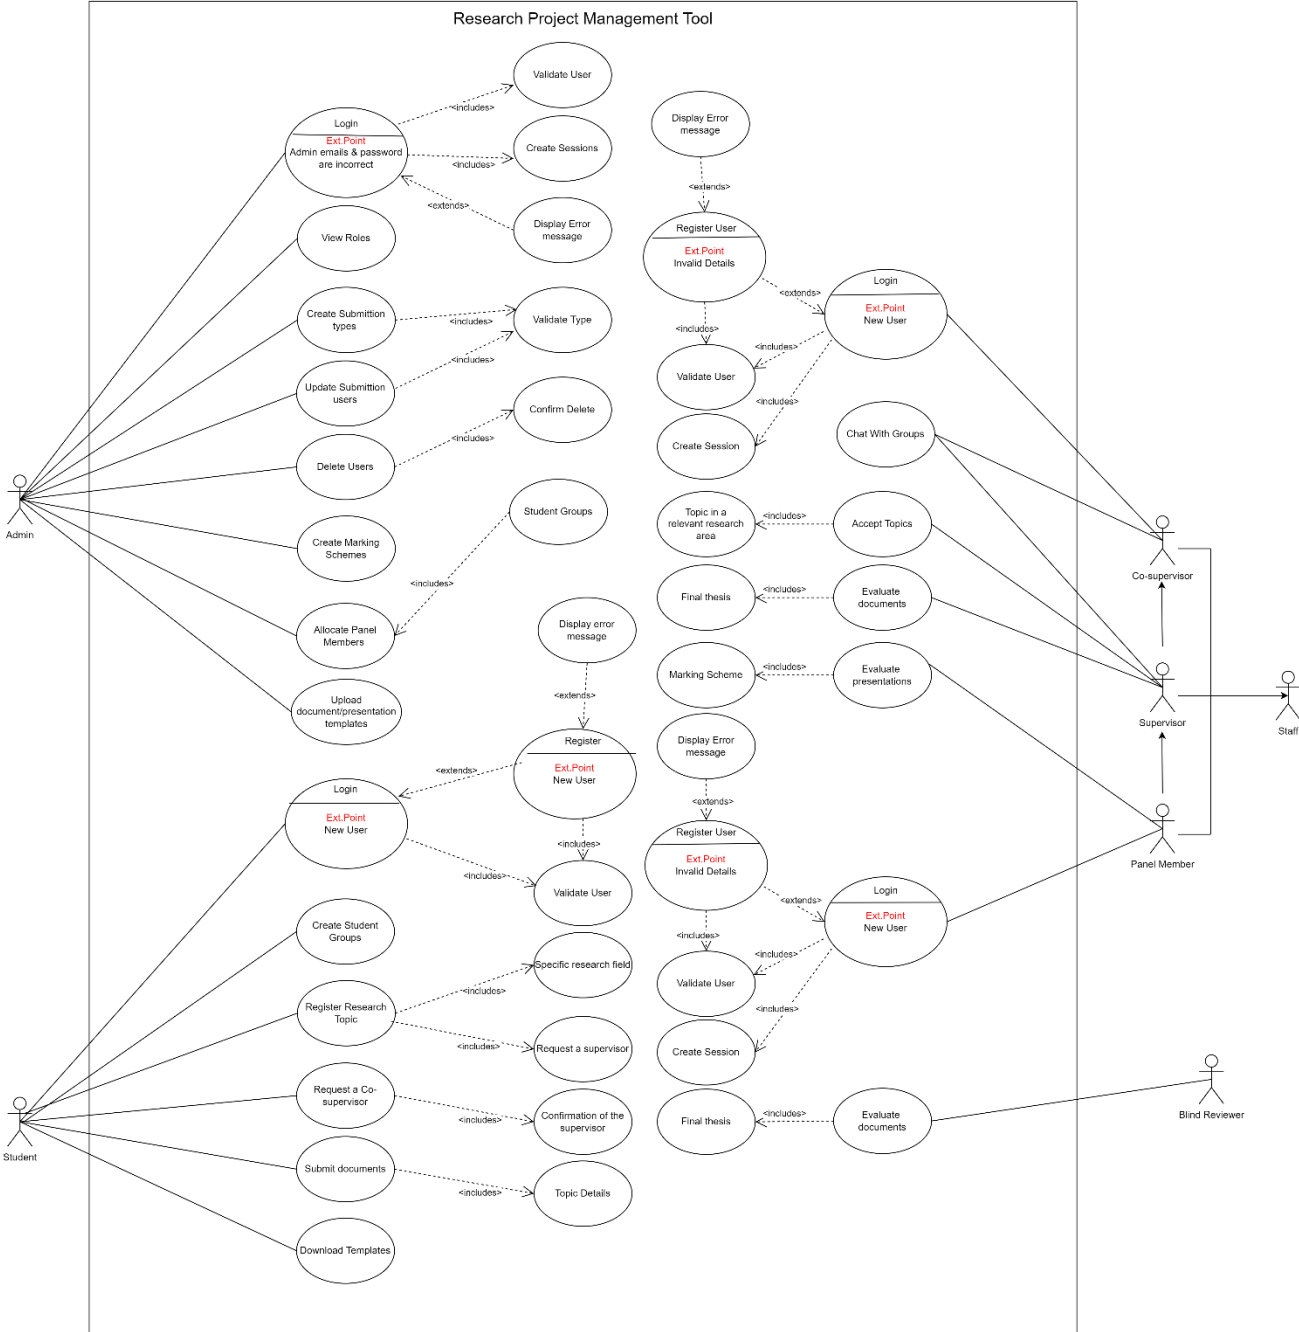 Research Project Management Tool
Validate User
<includes>
Login
Ext.Point
Admin emails & password
are incorrect
Create Sessions
<includes>
<extends>
Display Error
message
View Roles
Create Submittion
types
<includes>
Validate Type
<includes>
Update Submittion
users
Confirm Delete
<includes>
Delete Users
Admin
Student Groups
Create Marking
Schemes
<includes>
Allocate Panel
Members
Upload
document/presentation
templates
Display error
message
<extends>
Register
Ext.Point
New User
<extends>
Login
Ext.Point
New User
<includes>
<includes>
Validate User
Create Student
Groups
Specific research field
<includes>
Register Research
Topic
<includes>
Request a supervisor
Request a Co-
supervisor
<includes>
Confirmation of the
supervisor
Student
Submit documents
<includes>
Topic Details
Download Templates
Display Error
message
<extends>
Register User
Ext.Point
Invalid Details
<extends>
Login
Ext.Point
New User
<includes>
<includes>
Validate User
<includes>
Create Session
Chat With Groups
Topic in a
relevant research
area
<includes>
Accept Topics
Final thesis
<includes>
Evaluate
documents
Marking Scheme
<includes>
Evaluate
presentations
Display Error
message
<extends>
Register User
Ext.Point
Invalid Details
<extends>
Login
Ext.Point
New User
<includes>
<includes>
Validate User
<includes>
Create Session
Final thesis
<includes>
Evaluate
documents
Co-supervisor
Supervisor
Staff
Panel Member
Blind Reviewer